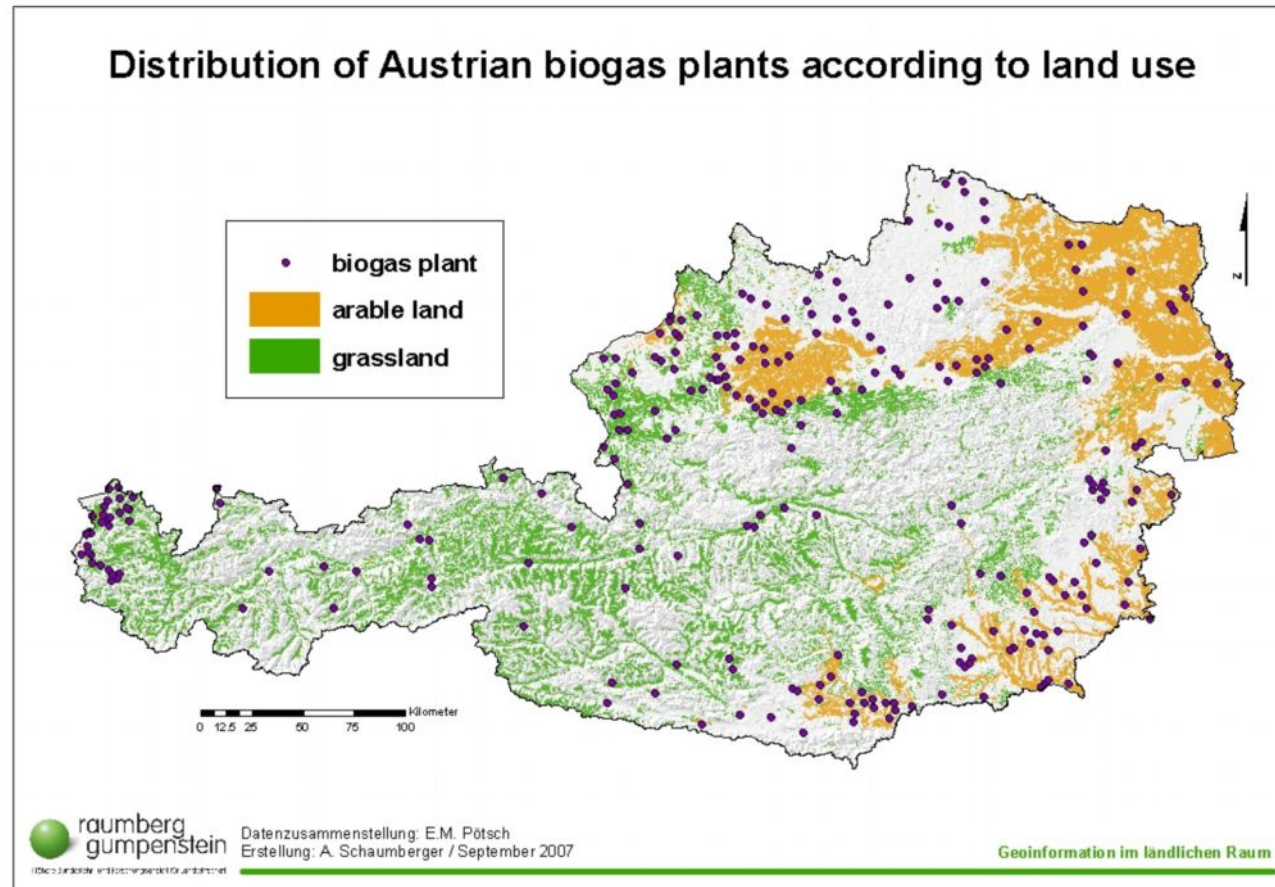 Distribution of Austrian biogas plants according to land use
biogas plant
arable land
grassland
N
Kilometer
0 12.5 25 50 75 100
raumberg
gumpenstein
Datenzusammenstellung: E.M. Pötsch
Erstellung: A. Schaumberger / September 2007
Geoinformation im ländlichen Raum